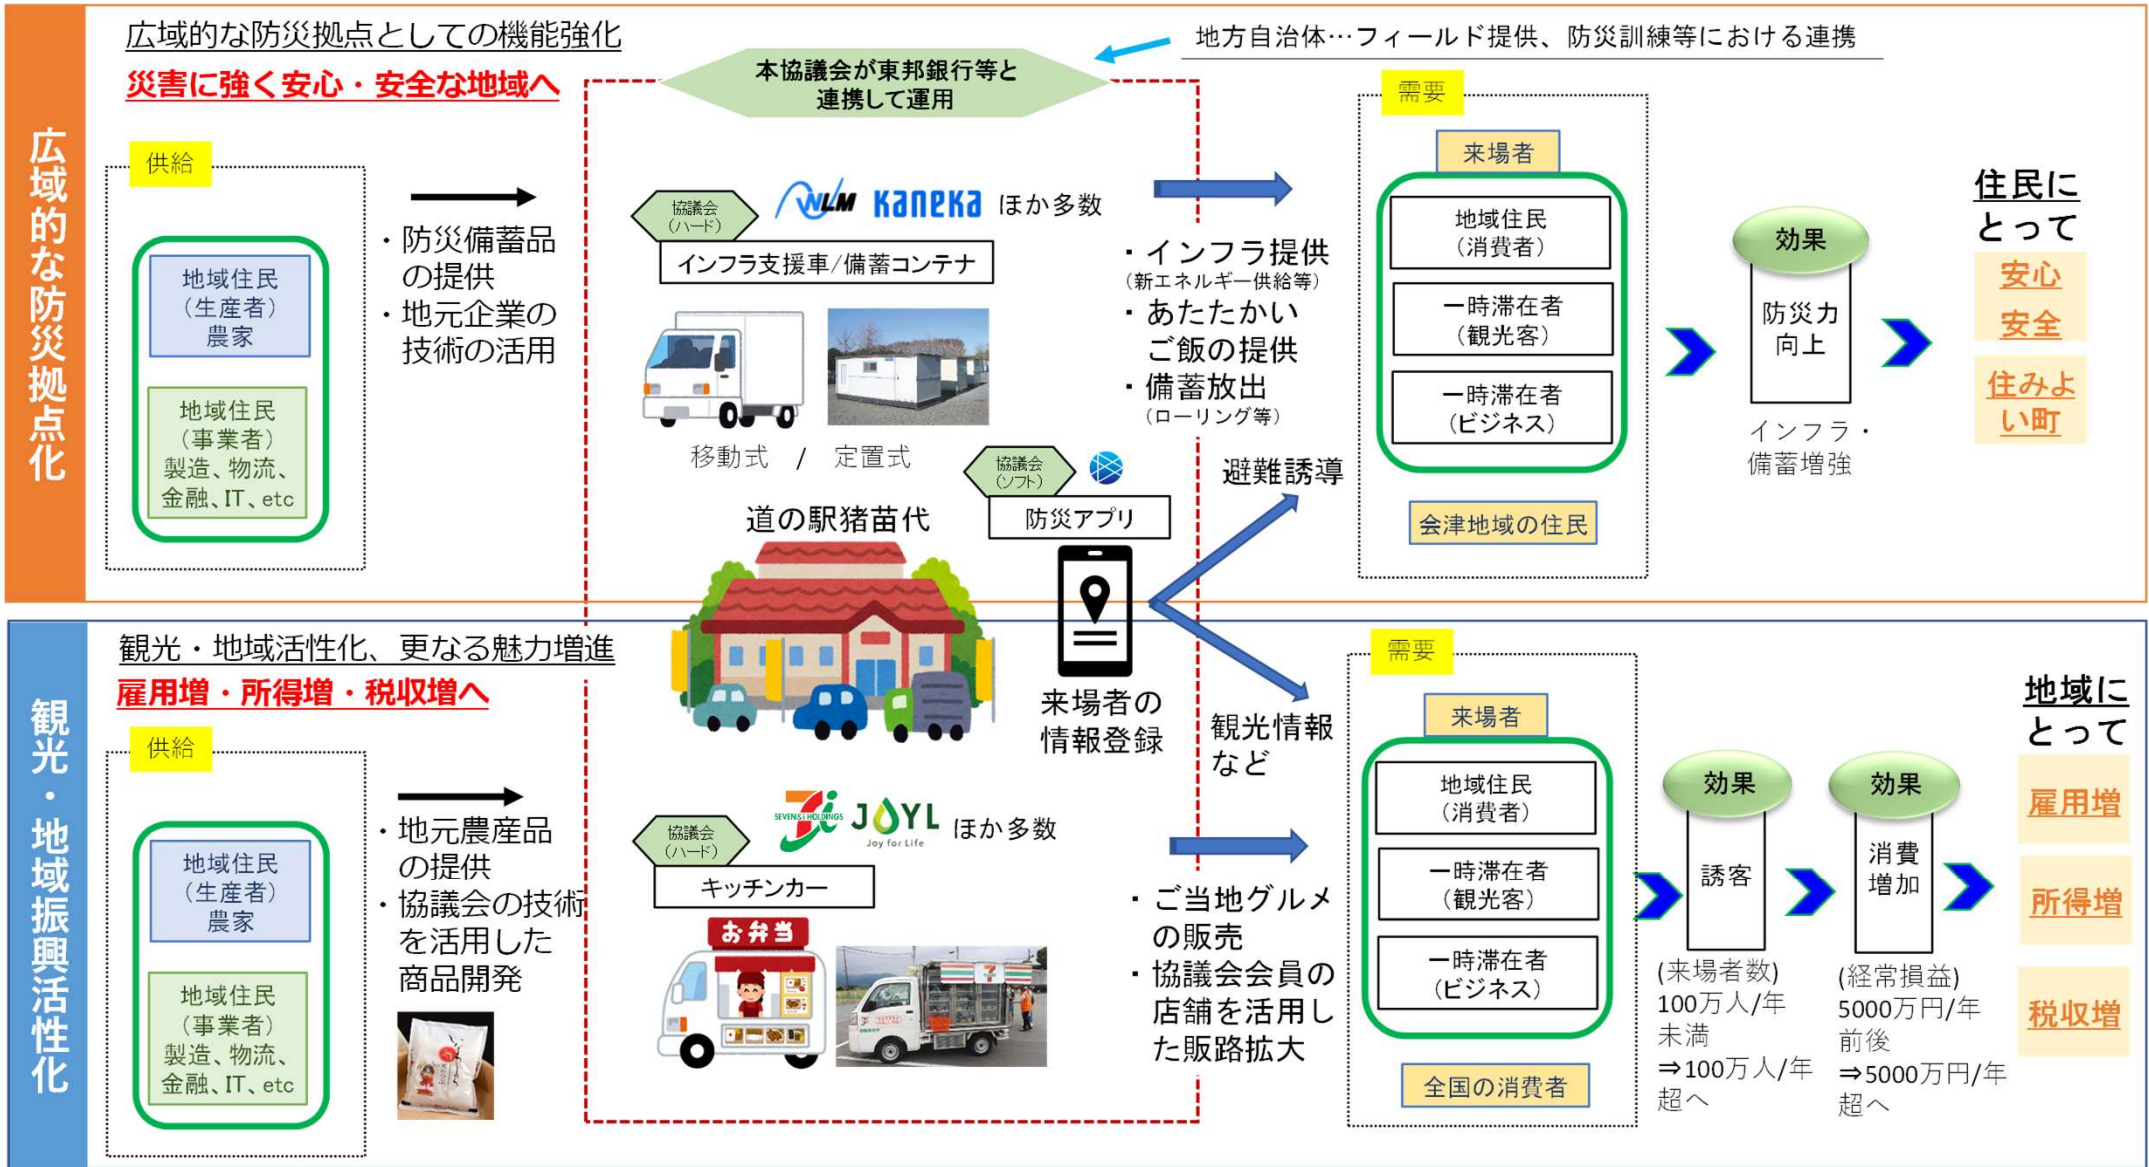 広域的な防災拠点化
広域的な防災拠点としての機能強化
災害に強く安心・安全な地域へ
本協議会が東邦銀行等と
連携して運用
地方自治体…フィールド提供、防災訓練等における連携
供給
地域住民
(生産者)
農家
地域住民
(事業者)
製造、物流、
金融、IT、etc
・防災備蓄品
の提供
・地元企業の
技術の活用
協議会
(ハード)
WLM
kaneka
ほか多数
インフラ支援車/備蓄コンテナ
移動式 / 定置式
・インフラ提供
(新エネルギー供給等)
・あたたかい
ご飯の提供
・備蓄放出
(ローリング等)
協議会
(ソフト)
防災アプリ
道の駅猪苗代
避難誘導
来場者の
情報登録
観光情報
など
需要
来場者
地域住民
(消費者)
一時滞在者
(観光客)
一時滞在者
(ビジネス)
会津地域の住民
効果
防災力
向上
インフラ・
備蓄増強
住民に
とって
安心
安全
住みよ
い町
観光・地域振興活性化
観光・地域活性化、更なる魅力増進
雇用増・所得増・税収増へ
供給
地域住民
(生産者)
農家
地域住民
(事業者)
製造、物流、
金融、IT、etc
・地元農産品
の提供
・協議会の技術
を活用した
商品開発
協議会
(ハード)
SEVEN & i HOLDINGS
JOYL
Joy for Life
ほか多数
キッチンカー
お弁当
・ご当地グルメ
の販売
・協議会会員の
店舗を活用し
た販路拡大
需要
来場者
地域住民
(消費者)
一時滞在者
(観光客)
一時滞在者
(ビジネス)
全国の消費者
効果
誘客
(来場者数)
100万人/年
未満
⇒100万人/年
超へ
効果
消費
増加
(経常損益)
5000万円/年
前後
⇒5000万円/年
超へ
地域に
とって
雇用増
所得増
税収増